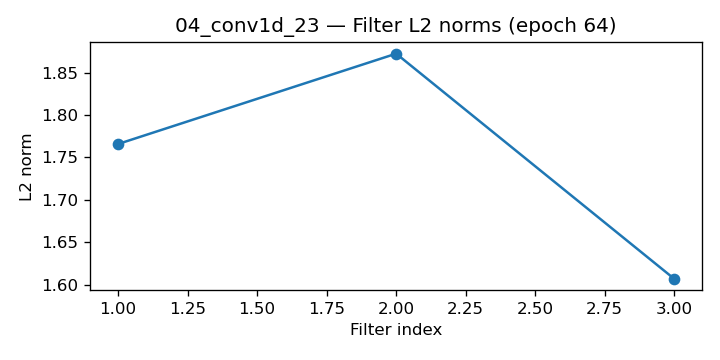 04_conv1d_23 — Filter L2 norms (epoch 64)
1.85
1.80
1.75
1.70
1.65
1.60
L2 norm
1.00 1.25 1.50 1.75 2.00 2.25 2.50 2.75 3.00
Filter index